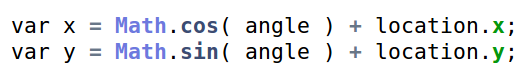 var x = Math.cos( angle ) + location.x;
var y = Math.sin( angle ) + location.y;